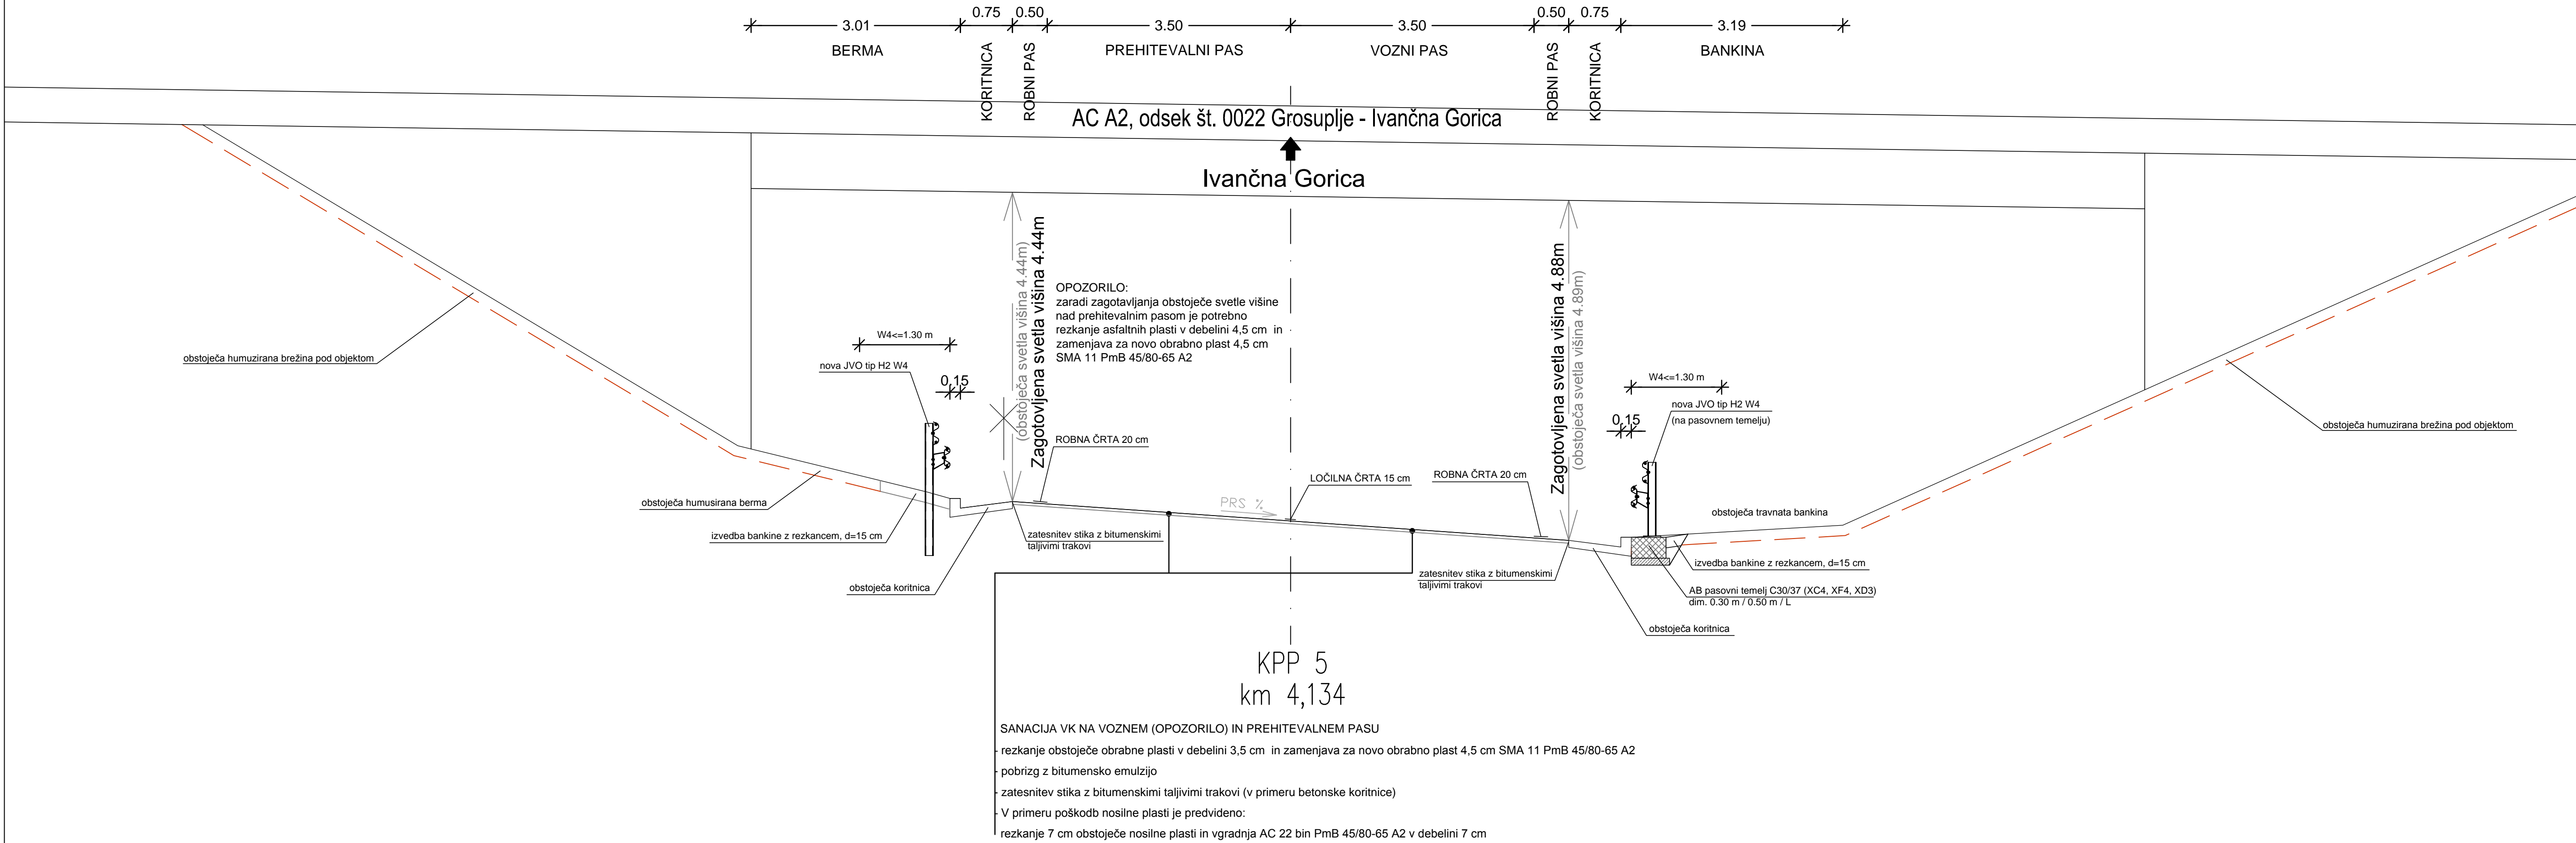 3.01
0.75
0.50
3.50
3.50
0.50
0.75
3.19
BERMA
KORITNICA
ROBNI PAS
PREHITEVALNI PAS
VOZNI PAS
ROBNI PAS
KORITNICA
BANKINA
AC A2, odsek št. 0022 Grosuplje - Ivančna Gorica
Ivančna Gorica
(obstoječa svetla višina 4.44m)
Zagotovljena svetla višina 4.44m
OPOZORILO:
zaradi zagotavljanja obstoječe svetle višine
nad prehitevalnim pasom je potrebno
rezkanje asfaltnih plasti v debelini 4,5 cm in
zamenjava za novo obrabno plast 4,5 cm
SMA 11 PmB 45/80-65 A2
Zagotovljena svetla višina 4.88m
(obstoječa svetla višina 4.89m)
W4<=1.30 m
nova JVO tip H2 W4
0.15
obstoječa humuzirana brežina pod objektom
W4<=1.30 m
nova JVO tip H2 W4
(na pasovnem temelju)
0.15
obstoječa humuzirana brežina pod objektom
ROBNA ČRTA 20 cm
LOČILNA ČRTA 15 cm
ROBNA ČRTA 20 cm
PRS %
obstoječa humusirana berma
izvedba bankine z rezkancem, d=15 cm
obstoječa koritnica
zatesnitev stika z bitumenskimi
taljivimi trakovi
zatesnitev stika z bitumenskimi
taljivimi trakovi
obstoječa travnata bankina
izvedba bankine z rezkancem, d=15 cm
AB pasovni temelj C30/37 (XC4, XF4, XD3)
dim. 0.30 m / 0.50 m / L
obstoječa koritnica
KPP 5
km 4,134
SANACIJA VK NA VOZNEM (OPOZORILO) IN PREHITEVALNEM PASU
- rezkanje obstoječe obrabne plasti v debelini 3,5 cm in zamenjava za novo obrabno plast 4,5 cm SMA 11 PmB 45/80-65 A2
- pobrizg z bitumensko emulzijo
- zatesnitev stika z bitumenskimi taljivimi trakovi (v primeru betonske koritnice)
- V primeru poškodb nosilne plasti je predvideno:
rezkanje 7 cm obstoječe nosilne plasti in vgradnja AC 22 bin PmB 45/80-65 A2 v debelini 7 cm